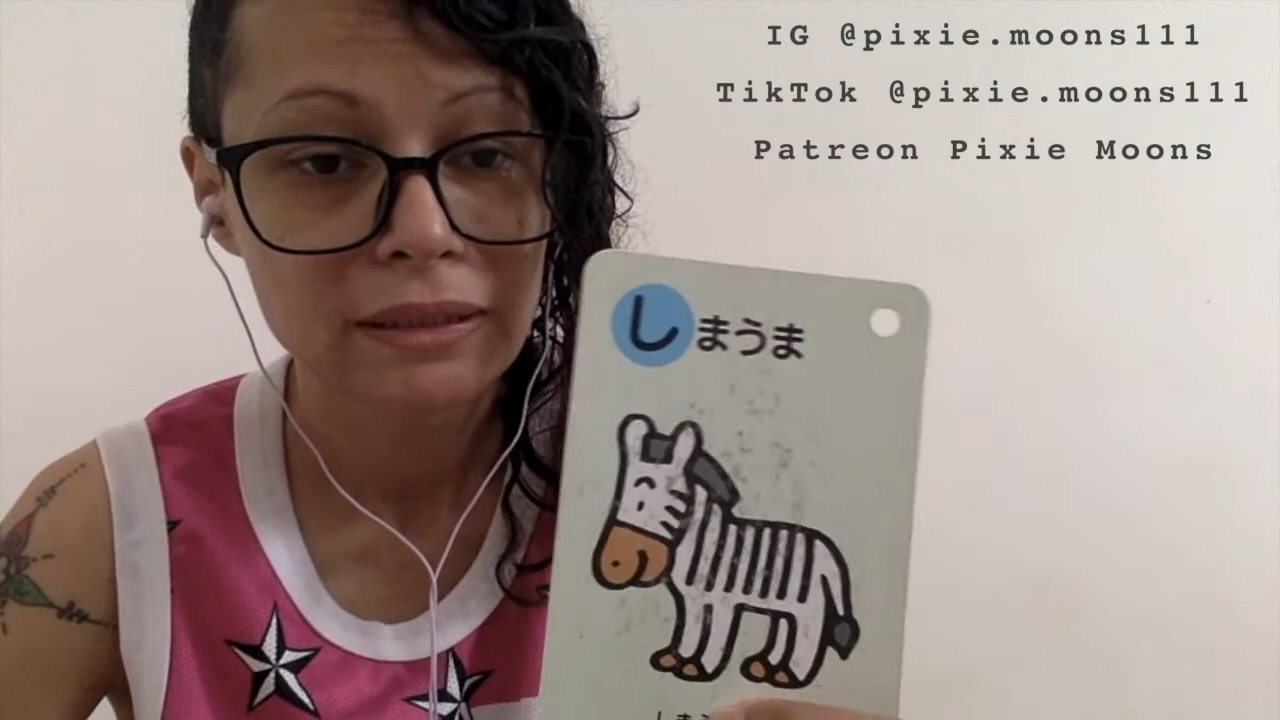 IG @pixie.moons111
TikTok @pixie.moons111
Patreon Pixie Moons
しまうま